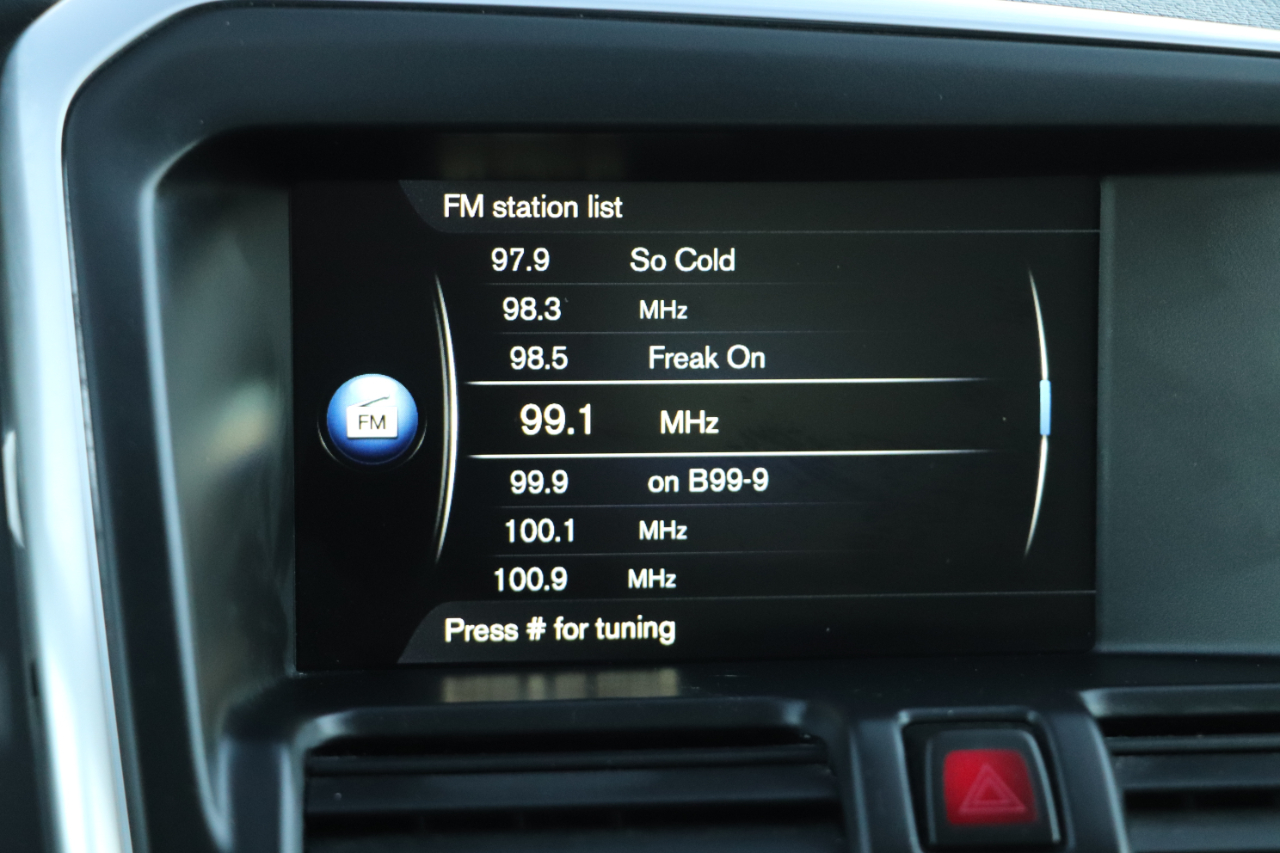 FM station list
97.9 So Cold
98.3 MHz
98.5 Freak On
FM
99.1 MHz
99.9 on B99-9
100.1 MHz
100.9 MHz
Press # for tuning